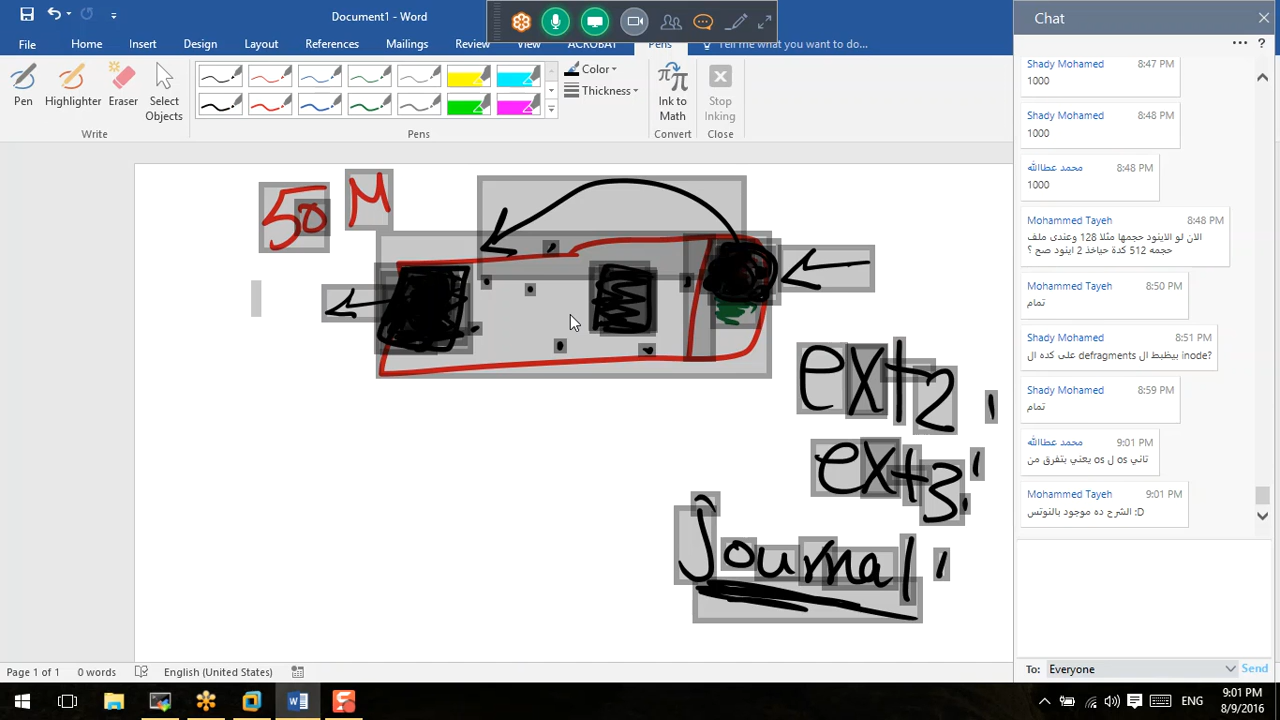 Document1 - Word
Chat
File
Home
Insert
Design
Layout
References
Mailings
Review
View
ACROBAT
Pens
Tell me what you want to do...
Pen
Highlighter
Eraser
Select Objects
Color
Thickness
Ink to Math
Stop Inking
Write
Pens
Convert
Close
50 M
ext2
ext3
Journal
Shady Mohamed 8:47 PM
1000
Shady Mohamed 8:48 PM
1000
محمد عطاالله 8:48 PM
1000
Mohammed Tayeh 8:48 PM
الان لو الاينود حجمها مثلا 128 وعندى ملف
حجمه 512 كدة حياخد 2 اينود صح ؟
Mohammed Tayeh 8:50 PM
تمام
Shady Mohamed 8:51 PM
بيظبط ال defragments على كده ال inode?
Shady Mohamed 8:59 PM
تمام
محمد عطاالله 9:01 PM
تاني os ل os يعني بتفرق من
Mohammed Tayeh 9:01 PM
الشرح ده موجود بالنوتس :D
To: Everyone
Send
Page 1 of 1
0 words
English (United States)
ENG
9:01 PM
8/9/2016